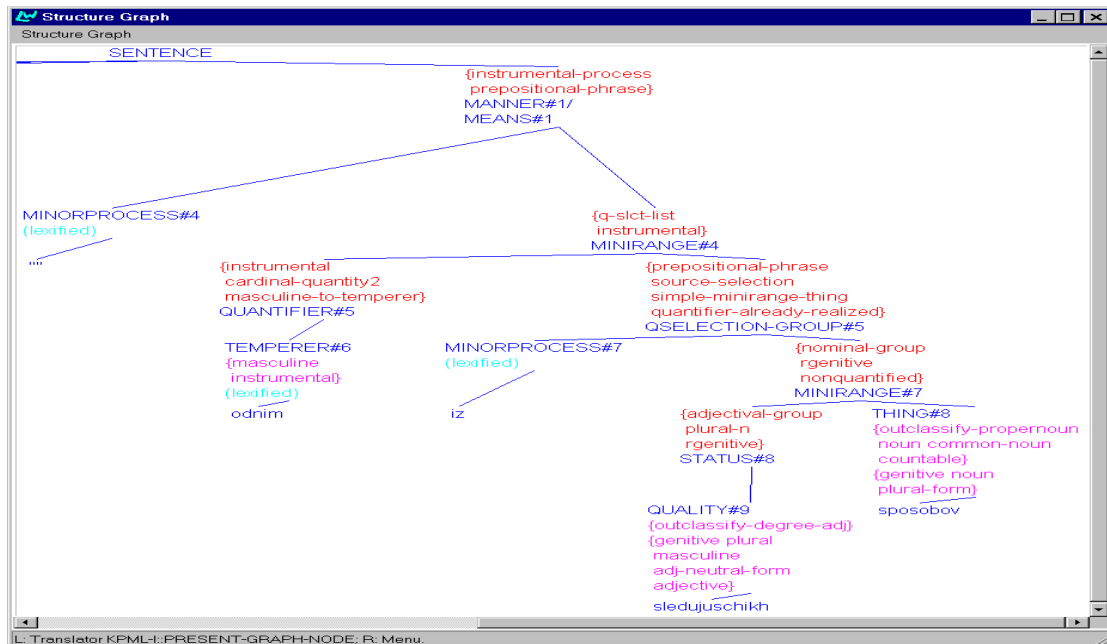 Structure Graph
Structure Graph
SENTENCE
{instrumental-process
prepositional-phrase}
MANNER#1/
MEANS#1
MINORPROCESS#4
(lexified)
""
{q-slct-list
instrumental}
MINIRANGE#4
{instrumental
cardinal-quantity2
masculine-to-temperer}
QUANTIFIER#5
{prepositional-phrase
source-selection
simple-minirange-thing
quantifier-already-realized}
QSELECTION-GROUP#5
TEMPERER#6
{masculine
instrumental}
(lexified)
odnim
MINORPROCESS#7
(lexified)
iz
{nominal-group
rgenitive
nonquantified}
MINIRANGE#7
{adjectival-group
plural-n
rgenitive}
STATUS#8
THING#8
{outclassify-propernoun
noun common-noun
countable}
{genitive noun
plural-form}
sposobov
QUALITY#9
{outclassify-degree-adj}
{genitive plural
masculine
adj-neutral-form
adjective}
sledujuschikh
L: Translator KPML-I::PRESENT-GRAPH-NODE; R: Menu.